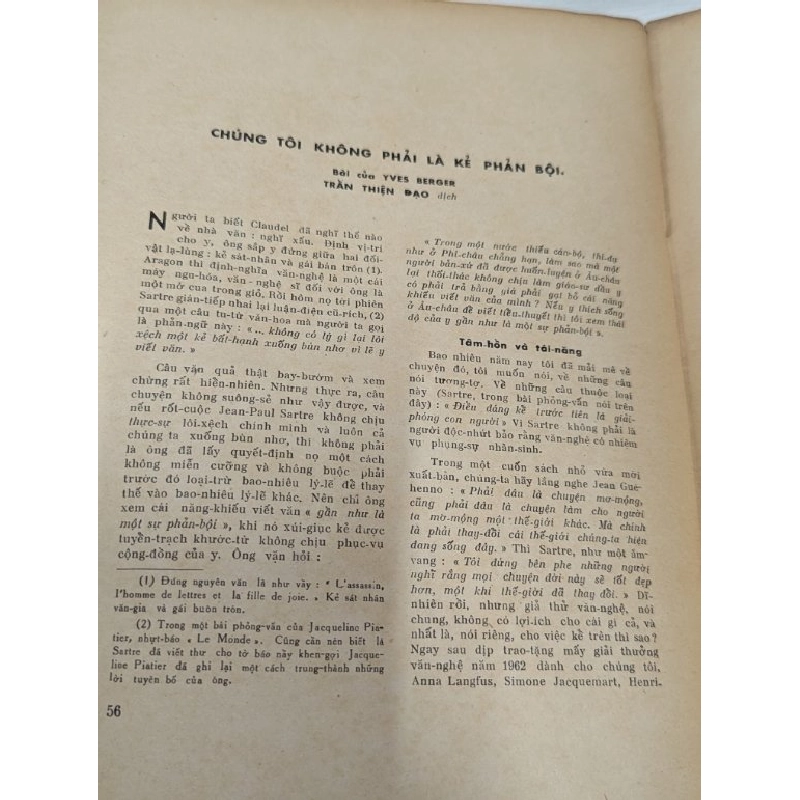 CHÚNG TÔI KHÔNG PHẢI LÀ KẺ PHẢN BỘI.
Bài của YVES BERGER
TRẦN THIỆN ĐẠO dịch
Người ta biết Claudel đã nghĩ thế nào
về nhà văn : nghĩ xấu. Định vị-trí
cho y, ông sắp y đứng giữa hai đối-
vật lạ-lùng : kẻ sát-nhân và gái bán trôn (1).
Aragon thì định-nghĩa văn-nghệ là một cái
máy ngu-hóa, văn-nghệ sĩ đối với ông là
một mớ cua trong giỏ. Rồi hôm nọ tới phiên
Sartre gián-tiếp nhai lại luận-điệu cũ-rích, (2)
qua một câu tu-từ văn-hoa mà người ta gọi
là phản-ngữ này : « ... không có lý gì lại lôi
xệch một kẻ bất-hạnh xuống bùn nhơ vì lẽ y
viết văn. »
Câu văn quả thật bay-bướm và xem
chừng rất hiển-nhiên. Nhưng thực ra, câu
chuyện không suông-sẻ như vậy được, và
nếu rốt-cuộc Jean-Paul Sartre không chịu
thực-sự lôi-xệch chính mình và luôn cả
chúng ta xuống bùn nhơ, thì không phải
là ông đã lấy quyết-định nọ một cách
không miễn cưỡng và không buộc phải
trước đó loại-trừ bao-nhiêu lý-lẽ để thay
thế vào bao-nhiêu lý-lẽ khác. Nên chi ông
xem cái năng-khiếu viết văn « gần như là
một sự phản-bội », khi nó xúi-giục kẻ được
tuyển-trạch khước-từ không chịu phục-vụ
cộng-đồng của y. Ông vặn hỏi :
(1) Đúng nguyên văn là như vầy : « L'assassin,
l'homme de lettres et la fille de joie. » Kẻ sát nhân
văn-gia và gái buôn trôn.
(2) Trong một bài phỏng-vấn của Jacqueline Pia-
tier, nhựt-báo « Le Monde ». Cũng cần nên biết là
Sartre đã viết thư cho tờ báo này khen-gợi Jacque-
line Piatier đã ghi lại một cách trung-thành những
lời tuyên bố của ông.
56
« Trong một nước thiếu cán-bộ, thí-dụ
như ở Phi-châu chẳng hạn, làm sao mà một
người bản-xứ đã được huấn-luyện ở Âu-châu
lại thối-thác không chịu làm giáo-sư dầu y
có phải trả bằng giá phải gạt bỏ cái năng
khiếu viết văn của mình ? Nếu y thích sống
ở Âu-châu để viết tiểu-thuyết thì tôi xem thái
độ của y gần như là một sự phản-bội ».
Tâm-hồn và tài-năng
Bao nhiêu năm nay tôi đã mải mê về
chuyện đó, tôi muốn nói, về những câu
nói tương-tợ, về những câu thuộc loại
này (Sartre, trong bài phỏng-vấn nói trên
đây) : « Điều đáng kể trước tiên là giải-
phóng con người » Vì Sartre không phải là
người độc-nhứt bảo rằng văn-nghệ có nhiệm
vụ phụng-sự nhân-sinh.
Trong một cuốn sách nhỏ vừa mới
xuất-bản, chúng-ta hãy lắng nghe Jean Gué-
henno : « Phải đâu là chuyện mơ-mộng,
cũng phải đâu là chuyện làm cho người
ta mơ-mộng một thế-giới khác. Mà chính
là phải thay-đổi cái thế-giới chúng-ta hiện
đang sống đây. » Thì Sartre, như một âm-
vang : « Tôi đứng bên phe những người
nghĩ rằng mọi chuyện đời này sẽ tốt đẹp
hơn, một khi thế-giới đã thay đổi. » Dĩ-
nhiên rồi, nhưng giả thử văn-nghệ, nói
chung, không có lợi-ích cho cái gì cả, và
nhất là, nói riêng, cho việc kể trên thì sao ?
Ngay sau dịp trao-tặng mấy giải thưởng
văn-nghệ năm 1962 dành cho chúng tôi,
Anna Langfus, Simone Jacquemart, Henri-